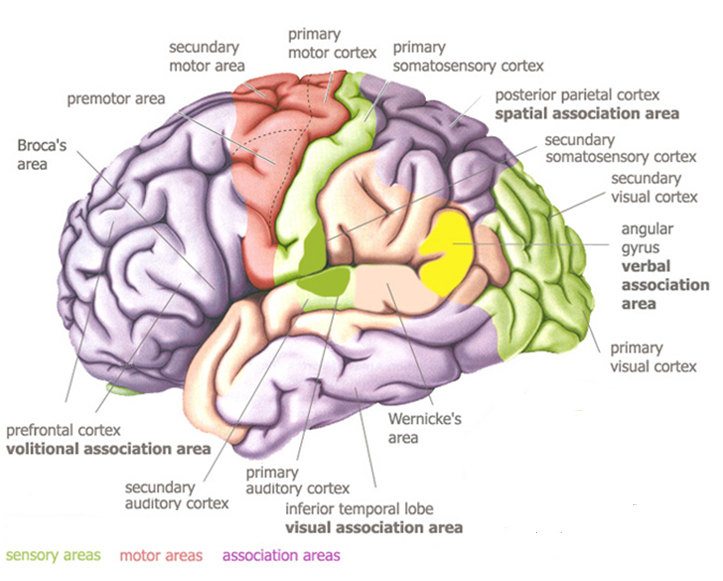 primary
motor cortex
secundary
motor area
primary
somatosensory cortex
premotor area
posterior parietal cortex
spatial association area
Broca's
area
secundary
somatosensory cortex
secundary
visual cortex
angular
gyrus
verbal
association
area
primary
visual cortex
prefrontal cortex
volitional association area
Wernicke's
area
secundary
auditory cortex
primary
auditory cortex
inferior temporal lobe
visual association area
sensory areas motor areas association areas